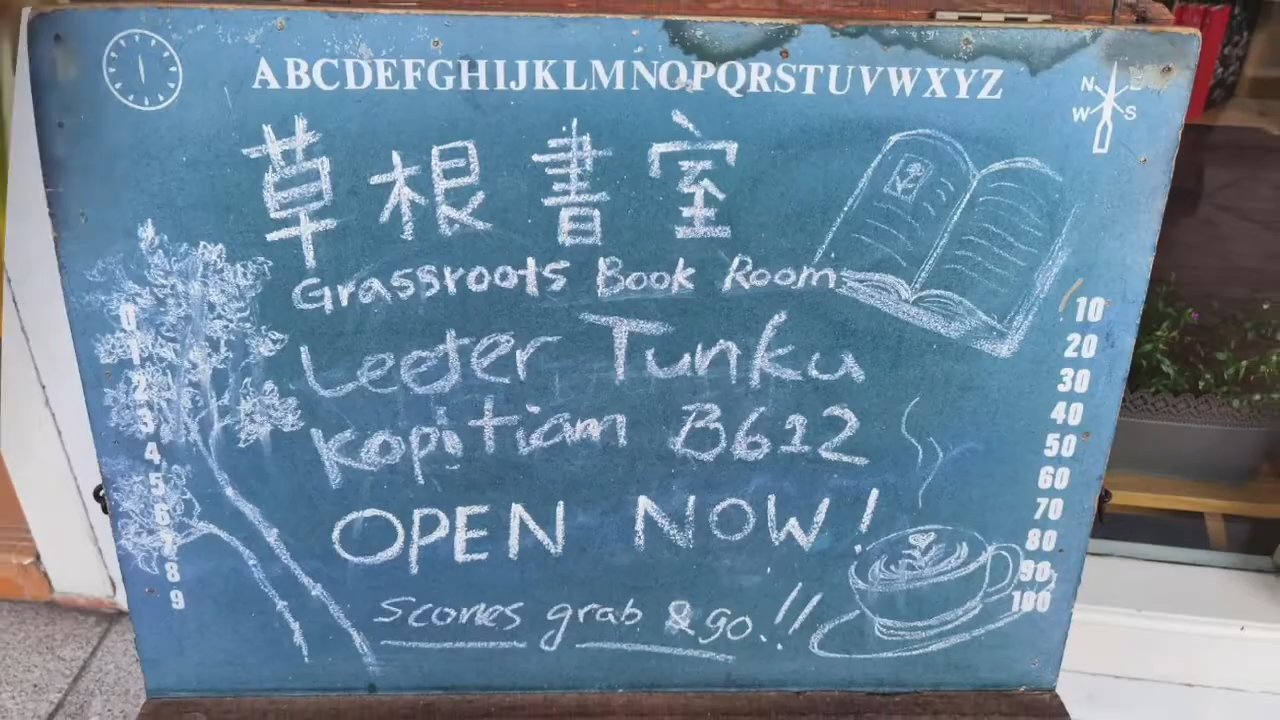 ABCDEFGHIJKLMNOPQRSTUVWXYZ
N
W S
草根書室
Grassroots Book Room
Leeter Tunku
Kopitiam B612
OPEN NOW!
Scones grab & go!!
0
1
2
3
4
5
6
7
8
9
10
20
30
40
50
60
70
80
90
100